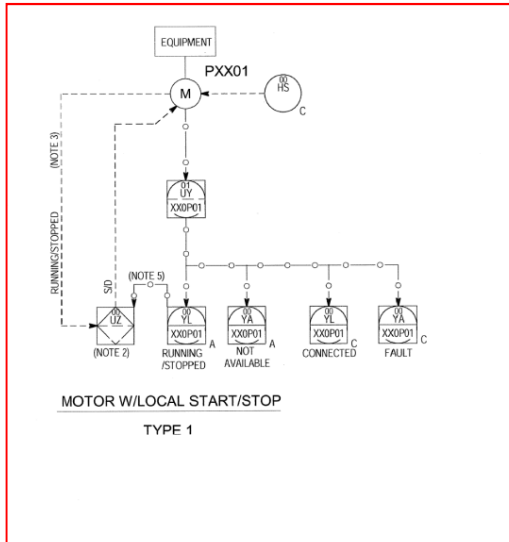 EQUIPMENT
PXX01
M
00
HS
C
(NOTE 3)
RUNNING/STOPPED
S/D
01
UY
XX0P01
(NOTE 5)
00
UZ
(NOTE 2)
00
YL
XX0P01
A
RUNNING
/STOPPED
00
YA
XX0P01
A
NOT
AVAILABLE
00
YL
XX0P01
C
CONNECTED
00
YA
XX0P01
C
FAULT
MOTOR W/LOCAL START/STOP
TYPE 1